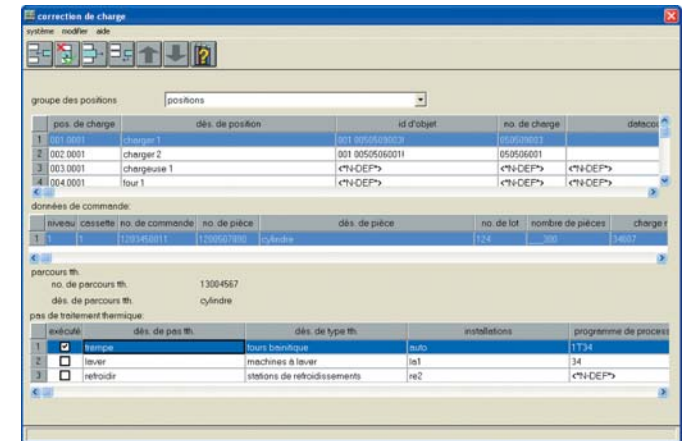 correction de charge
système modifier aide
groupe des positions positions
pos. de charge dés. de position id d'objet no. de charge
1 001.0001 charger 1 050509003
2 002.0001 charger 2 001 0050506001 050506001
3 003.0001 chargeuse 1 <*N-DEF*> <*N-DEF*> <*N-DEF*>
4 004.0001 four 1 <*N-DEF*> <*N-DEF*> <*N-DEF*>
données de commande:
niveau cassette no. de commande no. de pièce dés. de pièce no. de lot nombre de pièces charge
1 1 1 cylindre 124
parcours tth.
no. de parcours tth. 13004567
dés. de parcours tth. cylindre
pas de traitement thermique:
exécuté dés. de pas tth. dés. de type tth. installations programme de process
1 trempe fours bainitique auto 1T34
2 laver machines à laver la1 34
3 refroidir stations de refroidissements re2 <*N-DEF*>